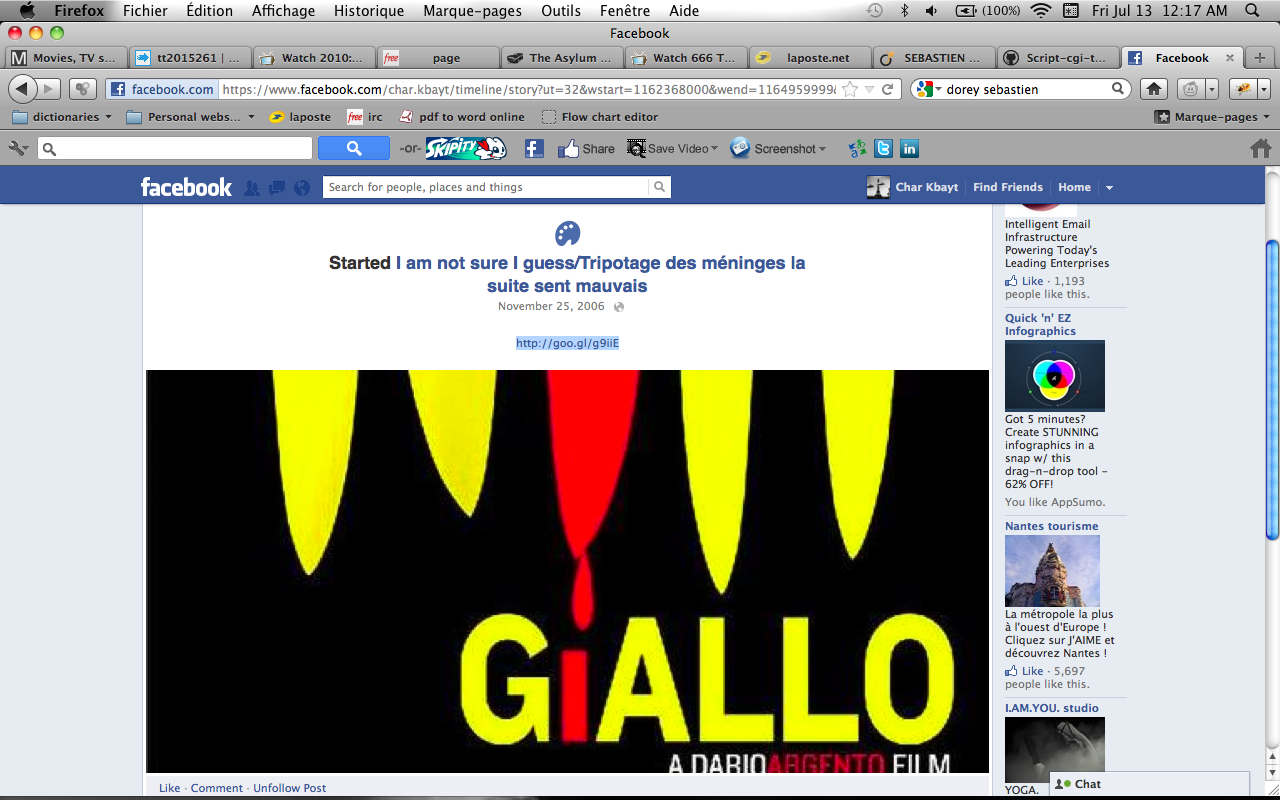 Firefox Fichier Édition Affichage Historique Marque-pages Outils Fenêtre Aide (100%) Fri Jul 13 12:17 AM
Facebook
Movies, TV s... tt2015261 | ... Watch 2010:... free page The Asylum ... Watch 666 T... laposte.net SEBASTIEN ... Script-cgi-t... Facebook
facebook.com https://www.facebook.com/char.kbayt/timeline/story?ut=32&wstart=1162368000&wend=1164959999& dorey sebastien
dictionaries Personal webs... laposte free irc pdf to word online Flow chart editor Marque-pages
-or- SKIPITY Share Save Video Screenshot
facebook Search for people, places and things Char Kbayt Find Friends Home
Started I am not sure I guess/Tripotage des méninges la
suite sent mauvais
November 25, 2006
http://goo.gl/g9iiE
GiALLO
A DARIO ARGENTO FILM
Like · Comment · Unfollow Post
Intelligent Email
Infrastructure
Powering Today's
Leading Enterprises
Like · 1,193
people like this.
Quick 'n' EZ
Infographics
Got 5 minutes?
Create STUNNING
infographics in a
snap w/ this
drag-n-drop tool -
62% OFF!
You like AppSumo.
Nantes tourisme
La métropole la plus
à l'ouest d'Europe !
Cliquez sur J'AIME et
découvrez Nantes !
Like · 5,697
people like this.
I.AM.YOU. studio
YOGA.
Chat